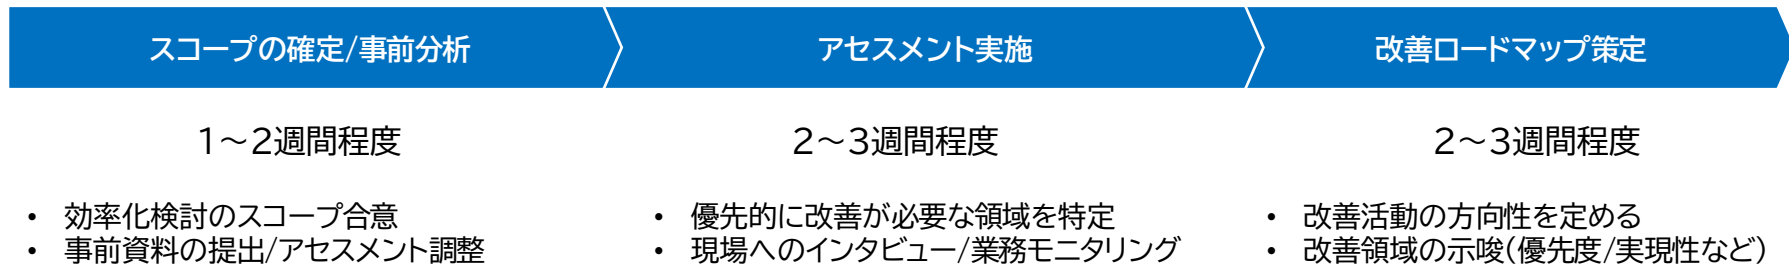 スコープの確定/事前分析
アセスメント実施
改善ロードマップ策定
1～2週間程度
2～3週間程度
2～3週間程度
• 効率化検討のスコープ合意
• 事前資料の提出/アセスメント調整
• 優先的に改善が必要な領域を特定
• 現場へのインタビュー/業務モニタリング
• 改善活動の方向性を定める
• 改善領域の示唆(優先度/実現性など)